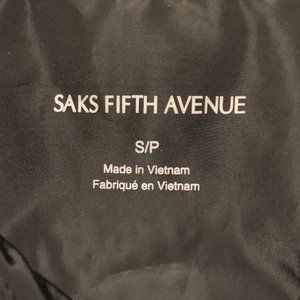 SAKS FIFTH AVENUE
S/P
Made in Vietnam
Fabriqué en Vietnam